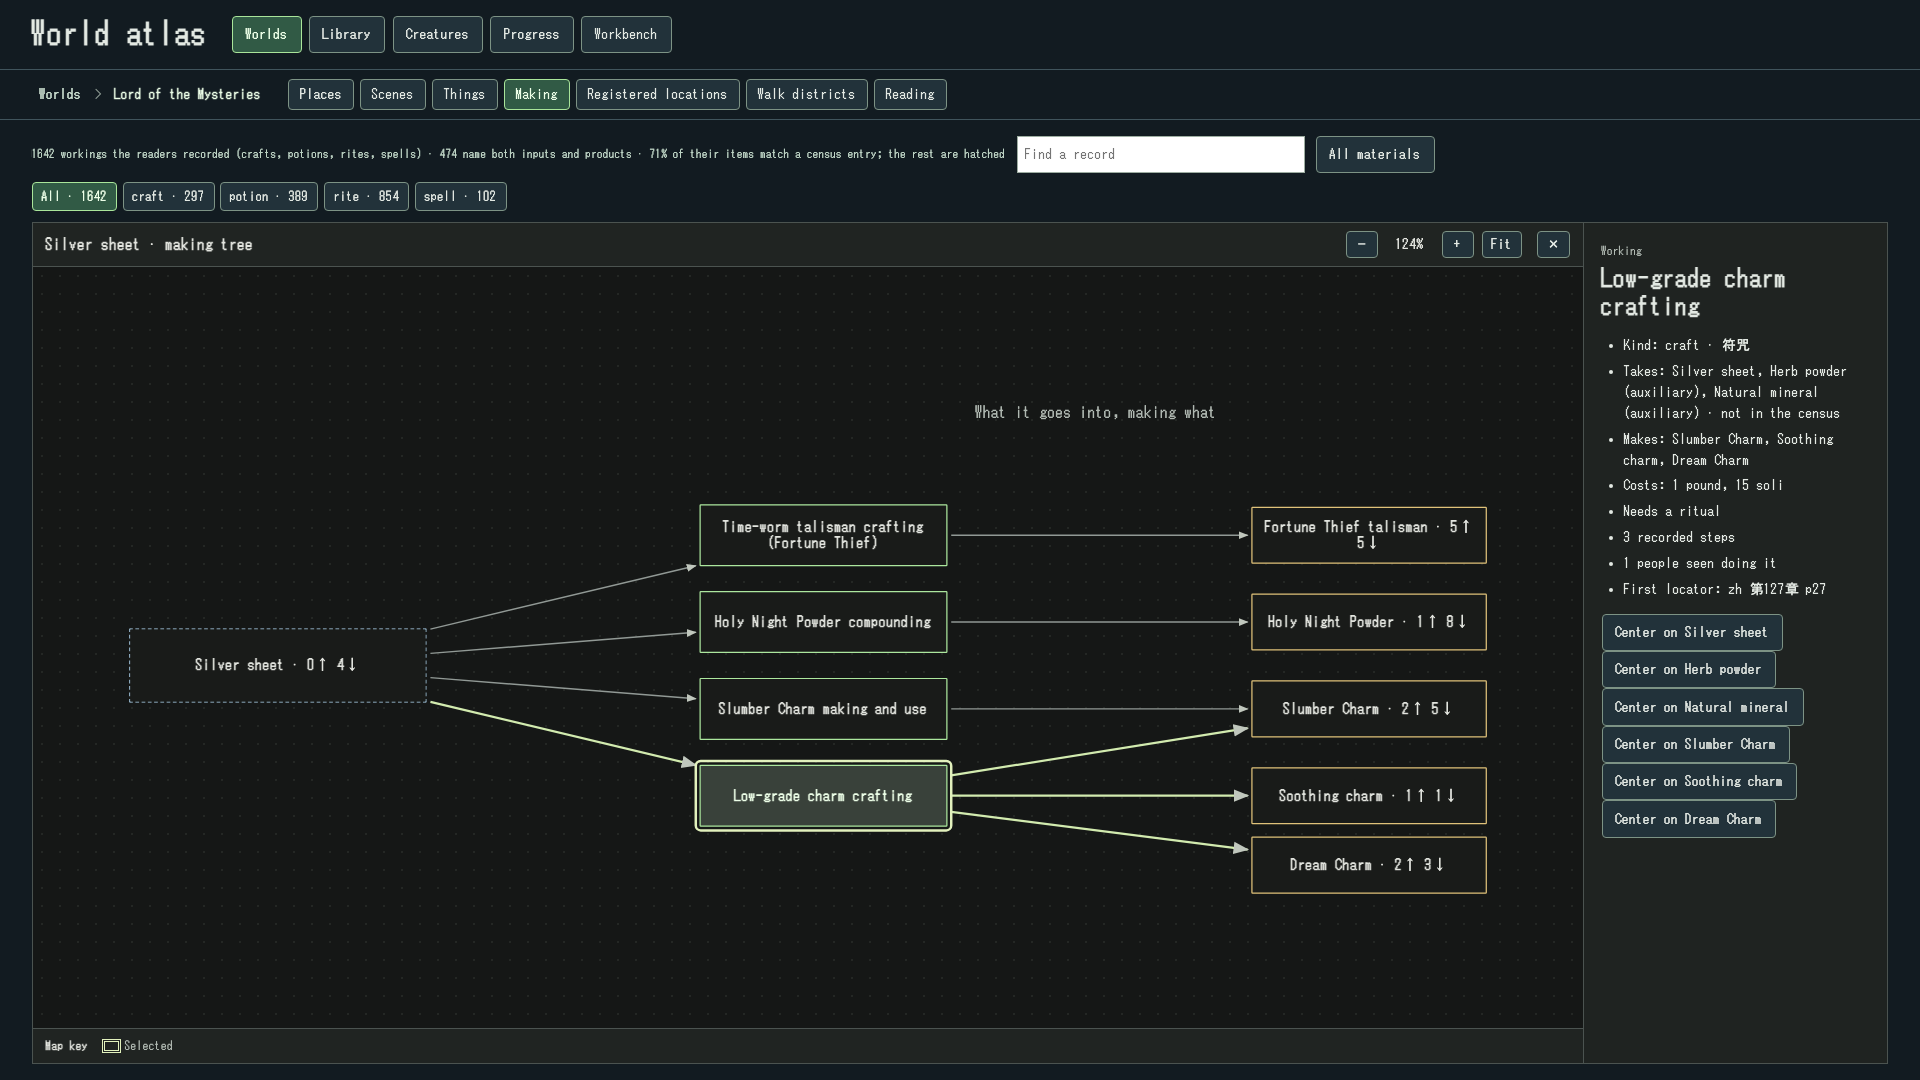 World atlas
Worlds
Library
Creatures
Progress
Workbench
Worlds > Lord of the Mysteries
Places
Scenes
Things
Making
Registered locations
Walk districts
Reading
1642 workings the readers recorded (crafts, potions, rites, spells) · 474 name both inputs and products · 71% of their items match a census entry; the rest are hatched
Find a record
All materials
All · 1642
craft · 297
potion · 389
rite · 854
spell · 102
Silver sheet · making tree
−
124%
+
Fit
×
What it goes into, making what
Silver sheet · 0↑ 4↓
Time-worm talisman crafting
(Fortune Thief)
Holy Night Powder compounding
Slumber Charm making and use
Low-grade charm crafting
Fortune Thief talisman · 5↑
5↓
Holy Night Powder · 1↑ 8↓
Slumber Charm · 2↑ 5↓
Soothing charm · 1↑ 1↓
Dream Charm · 2↑ 3↓
Map key
Selected
Working
Low-grade charm
crafting
• Kind: craft · 符咒
• Takes: Silver sheet, Herb powder
(auxiliary), Natural mineral
(auxiliary) · not in the census
• Makes: Slumber Charm, Soothing
charm, Dream Charm
• Costs: 1 pound, 15 soli
• Needs a ritual
• 3 recorded steps
• 1 people seen doing it
• First locator: zh 第127章 p27
Center on Silver sheet
Center on Herb powder
Center on Natural mineral
Center on Slumber Charm
Center on Soothing charm
Center on Dream Charm